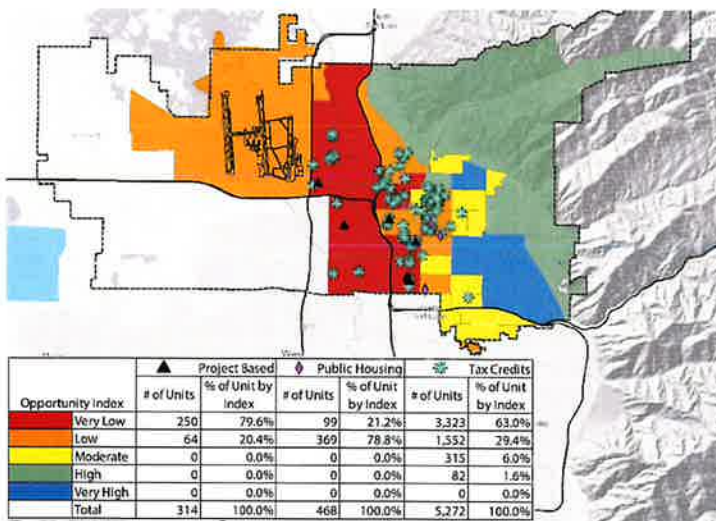 Project Based Public Housing Tax Credits
Opportunity Index # of Units % of Unit by Index # of Units % of Unit by Index # of Units % of Unit by Index
Very Low 250 79.6% 99 21.2% 3,323 63.0%
Low 64 20.4% 369 78.8% 1,552 29.4%
Moderate 0 0.0% 0 0.0% 315 6.0%
High 0 0.0% 0 0.0% 82 1.6%
Very High 0 0.0% 0 0.0% 0 0.0%
Total 314 100.0% 468 100.0% 5,272 100.0%